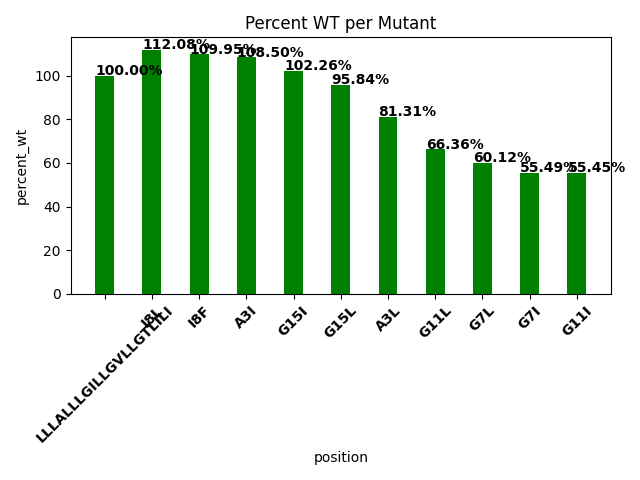 Percent WT per Mutant
percent_wt
100
80
60
40
20
0
100.00%
112.08%
109.95%
108.50%
102.26%
95.84%
81.31%
66.36%
60.12%
55.49%
55.45%
LLLALLLGILLGVLLGTLILI
I8L
I8F
A3I
G15I
G15L
A3L
G11L
G7L
G7I
G11I
position